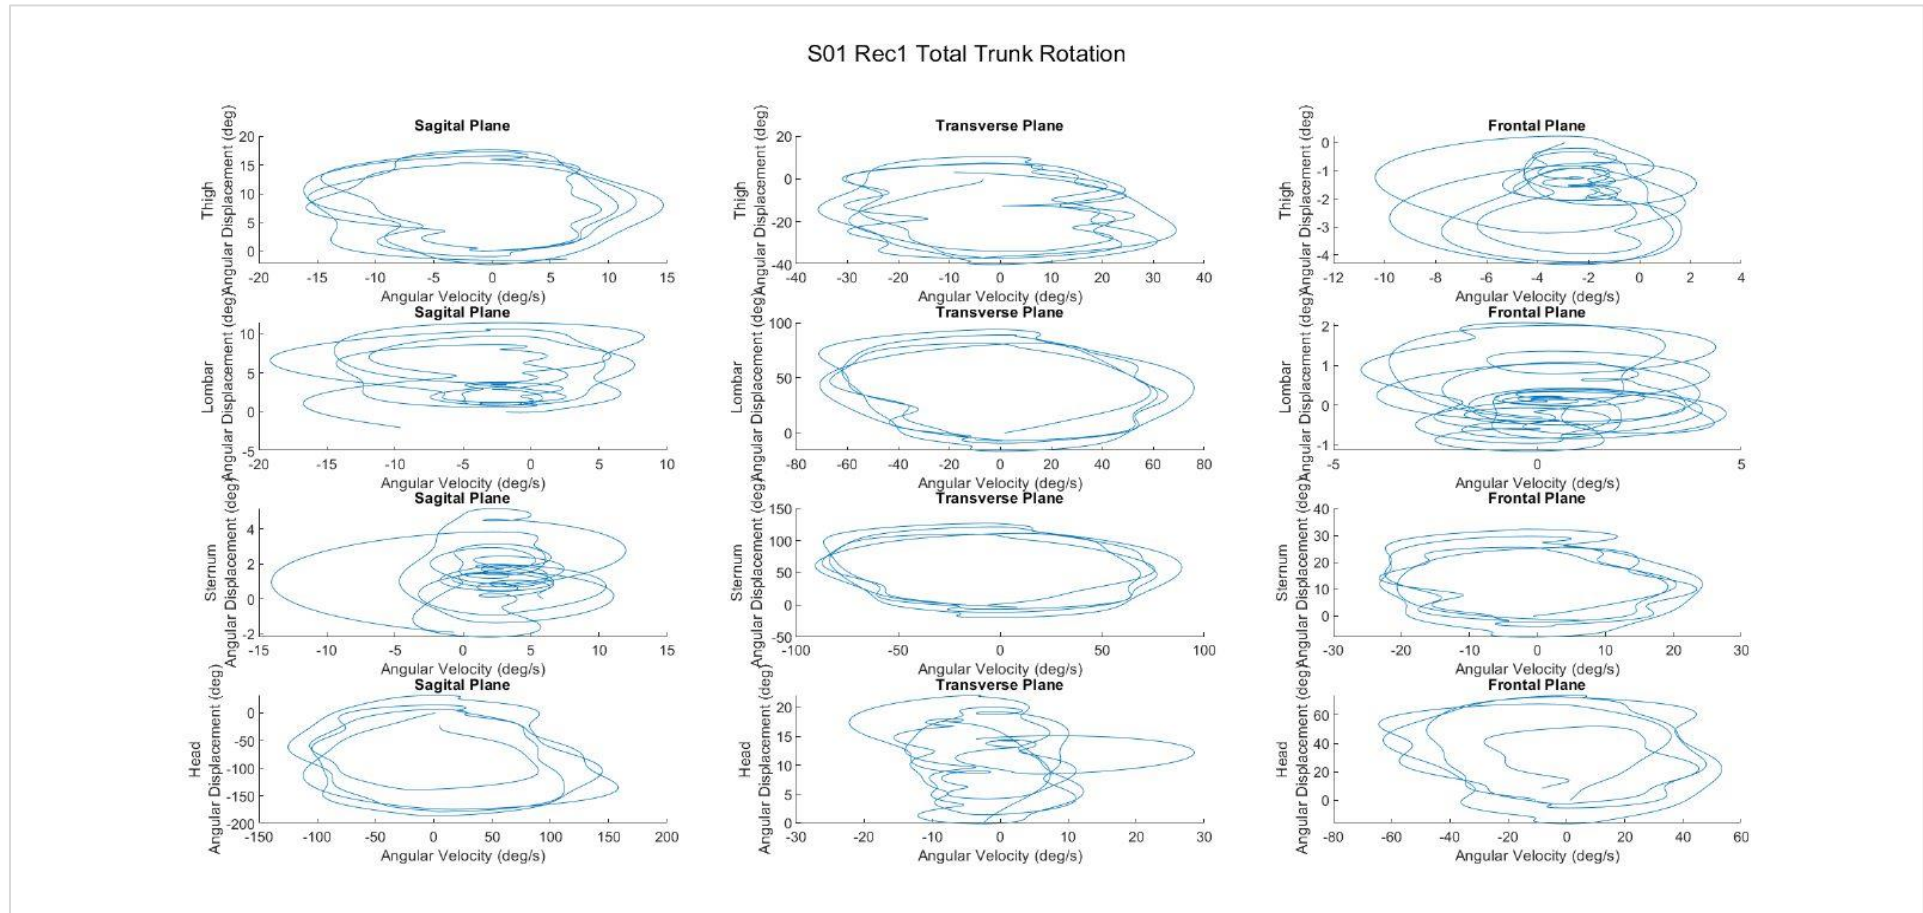 S01 Rec1 Total Trunk Rotation
Sagital Plane
Thigh
Angular Displacement (deg)
20
15
10
5
0
-20
-15
-10
-5
0
5
10
15
Angular Velocity (deg/s)
Transverse Plane
Thigh
Angular Displacement (deg)
20
0
-20
-40
-40
-30
-20
-10
0
10
20
30
40
Angular Velocity (deg/s)
Frontal Plane
Thigh
Angular Displacement (deg)
0
-1
-2
-3
-4
-12
-10
-8
-6
-4
-2
0
2
4
Angular Velocity (deg/s)
Sagital Plane
Lombar
Angular Displacement (deg)
10
5
0
-5
-20
-15
-10
-5
0
5
10
Angular Velocity (deg/s)
Transverse Plane
Lombar
Angular Displacement (deg)
100
50
0
-80
-60
-40
-20
0
20
40
60
80
Angular Velocity (deg/s)
Frontal Plane
Lombar
Angular Displacement (deg)
2
1
0
-1
-5
0
5
Angular Velocity (deg/s)
Sagital Plane
Sternum
Angular Displacement (deg)
4
2
0
-2
-15
-10
-5
0
5
10
15
Angular Velocity (deg/s)
Transverse Plane
Sternum
Angular Displacement (deg)
150
100
50
0
-50
-100
-50
0
50
100
Angular Velocity (deg/s)
Frontal Plane
Sternum
Angular Displacement (deg)
40
30
20
10
0
-30
-20
-10
0
10
20
30
Angular Velocity (deg/s)
Sagital Plane
Head
Angular Displacement (deg)
0
-50
-100
-150
-200
-150
-100
-50
0
50
100
150
200
Angular Velocity (deg/s)
Transverse Plane
Head
Angular Displacement (deg)
20
15
10
5
0
-30
-20
-10
0
10
20
30
Angular Velocity (deg/s)
Frontal Plane
Head
Angular Displacement (deg)
60
40
20
0
-80
-60
-40
-20
0
20
40
60
Angular Velocity (deg/s)